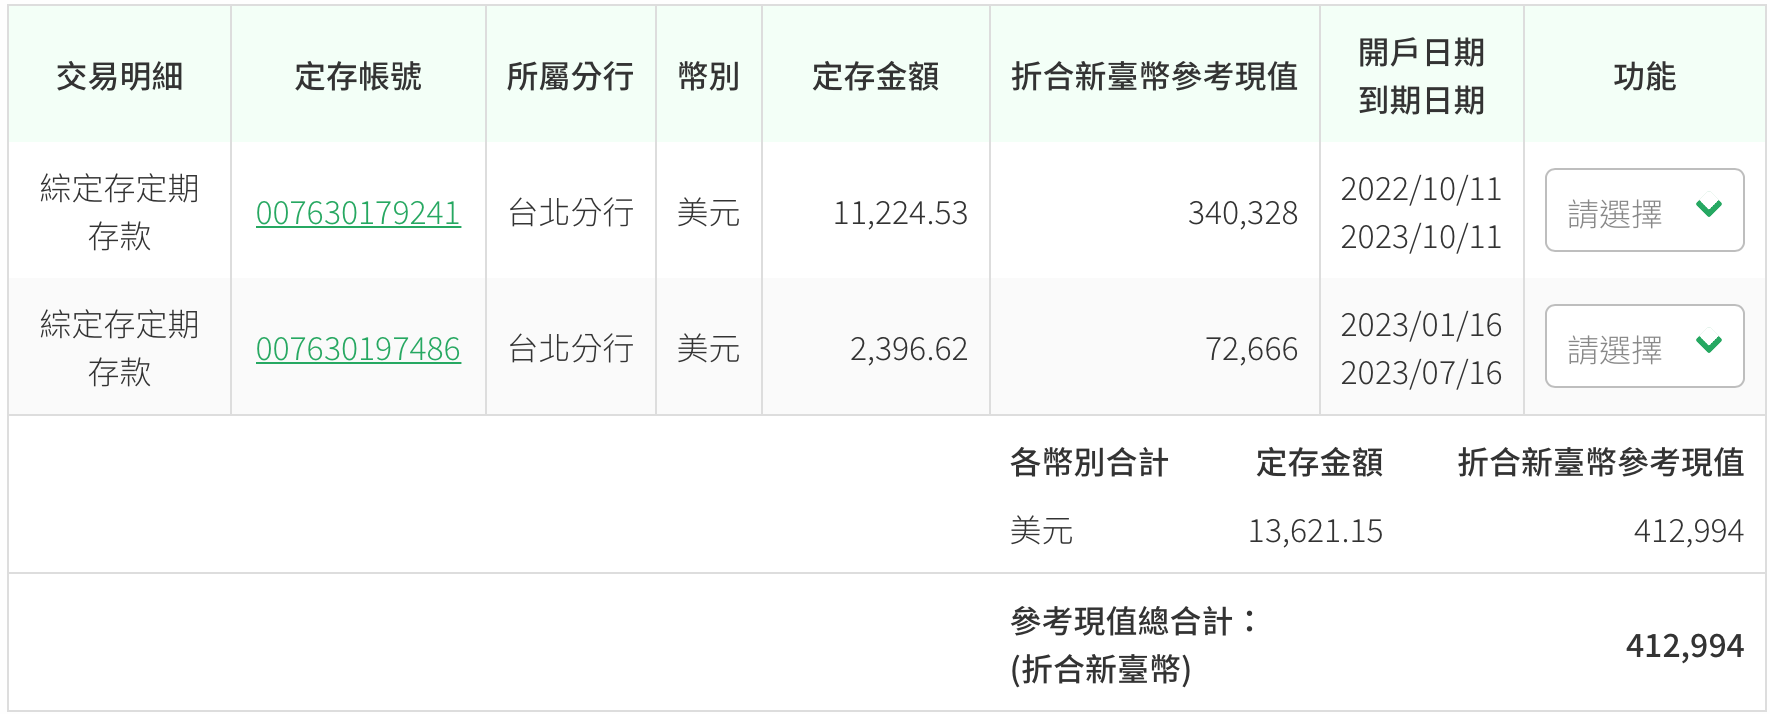 交易明細 定存帳號 所屬分行 幣別 定存金額 折合新臺幣參考現值 開戶日期 功能
到期日期
綜定存定期 007630179241 台北分行 美元 11,224.53 340,328 2022/10/11 請選擇
存款 2023/10/11
綜定存定期 007630197486 台北分行 美元 2,396.62 72,666 2023/01/16 請選擇
存款 2023/07/16
各幣別合計 定存金額 折合新臺幣參考現值
美元 13,621.15 412,994
參考現值總合計：
(折合新臺幣) 412,994